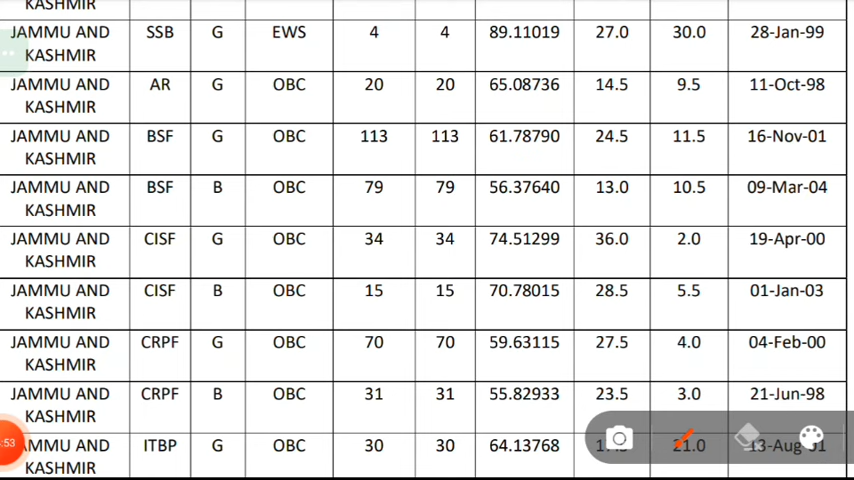 KASHMIR
JAMMU AND KASHMIR SSB G EWS 4 4 89.11019 27.0 30.0 28-Jan-99
JAMMU AND KASHMIR AR G OBC 20 20 65.08736 14.5 9.5 11-Oct-98
JAMMU AND KASHMIR BSF G OBC 113 113 61.78790 24.5 11.5 16-Nov-01
JAMMU AND KASHMIR BSF B OBC 79 79 56.37640 13.0 10.5 09-Mar-04
JAMMU AND KASHMIR CISF G OBC 34 34 74.51299 36.0 2.0 19-Apr-00
JAMMU AND KASHMIR CISF B OBC 15 15 70.78015 28.5 5.5 01-Jan-03
JAMMU AND KASHMIR CRPF G OBC 70 70 59.63115 27.5 4.0 04-Feb-00
JAMMU AND KASHMIR CRPF B OBC 31 31 55.82933 23.5 3.0 21-Jun-98
AND KASHMIR ITBP G OBC 30 30 64.13768 21.0
:53